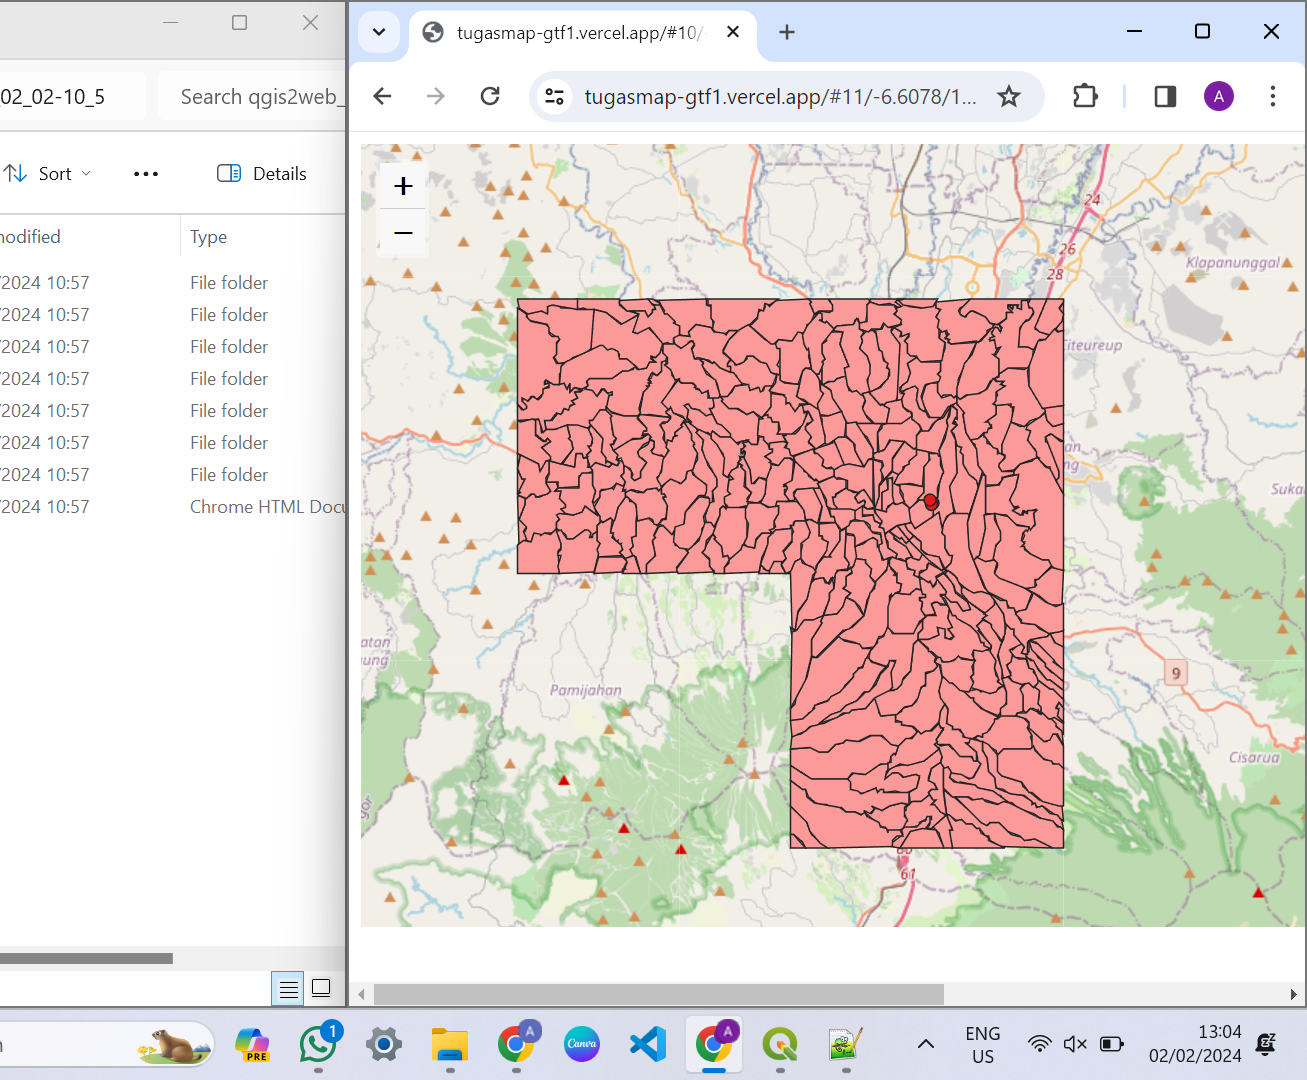 02_02-10_5
Search qgis2web_
Sort
Details
nodified
Type
/2024 10:57
File folder
/2024 10:57
File folder
/2024 10:57
File folder
/2024 10:57
File folder
/2024 10:57
File folder
/2024 10:57
File folder
/2024 10:57
File folder
/2024 10:57
Chrome HTML Docu
tugasmap-gtf1.vercel.app/#10/-
tugasmap-gtf1.vercel.app/#11/-6.6078/1...
A
+
−
24
26
28
Klapanunggal
Citeureup
an
ng
Suka
atan
ung
Pamijahan
9
Cisarua
gor
61
PRE
1
A
Canva
A
ENG
US
13:04
02/02/2024